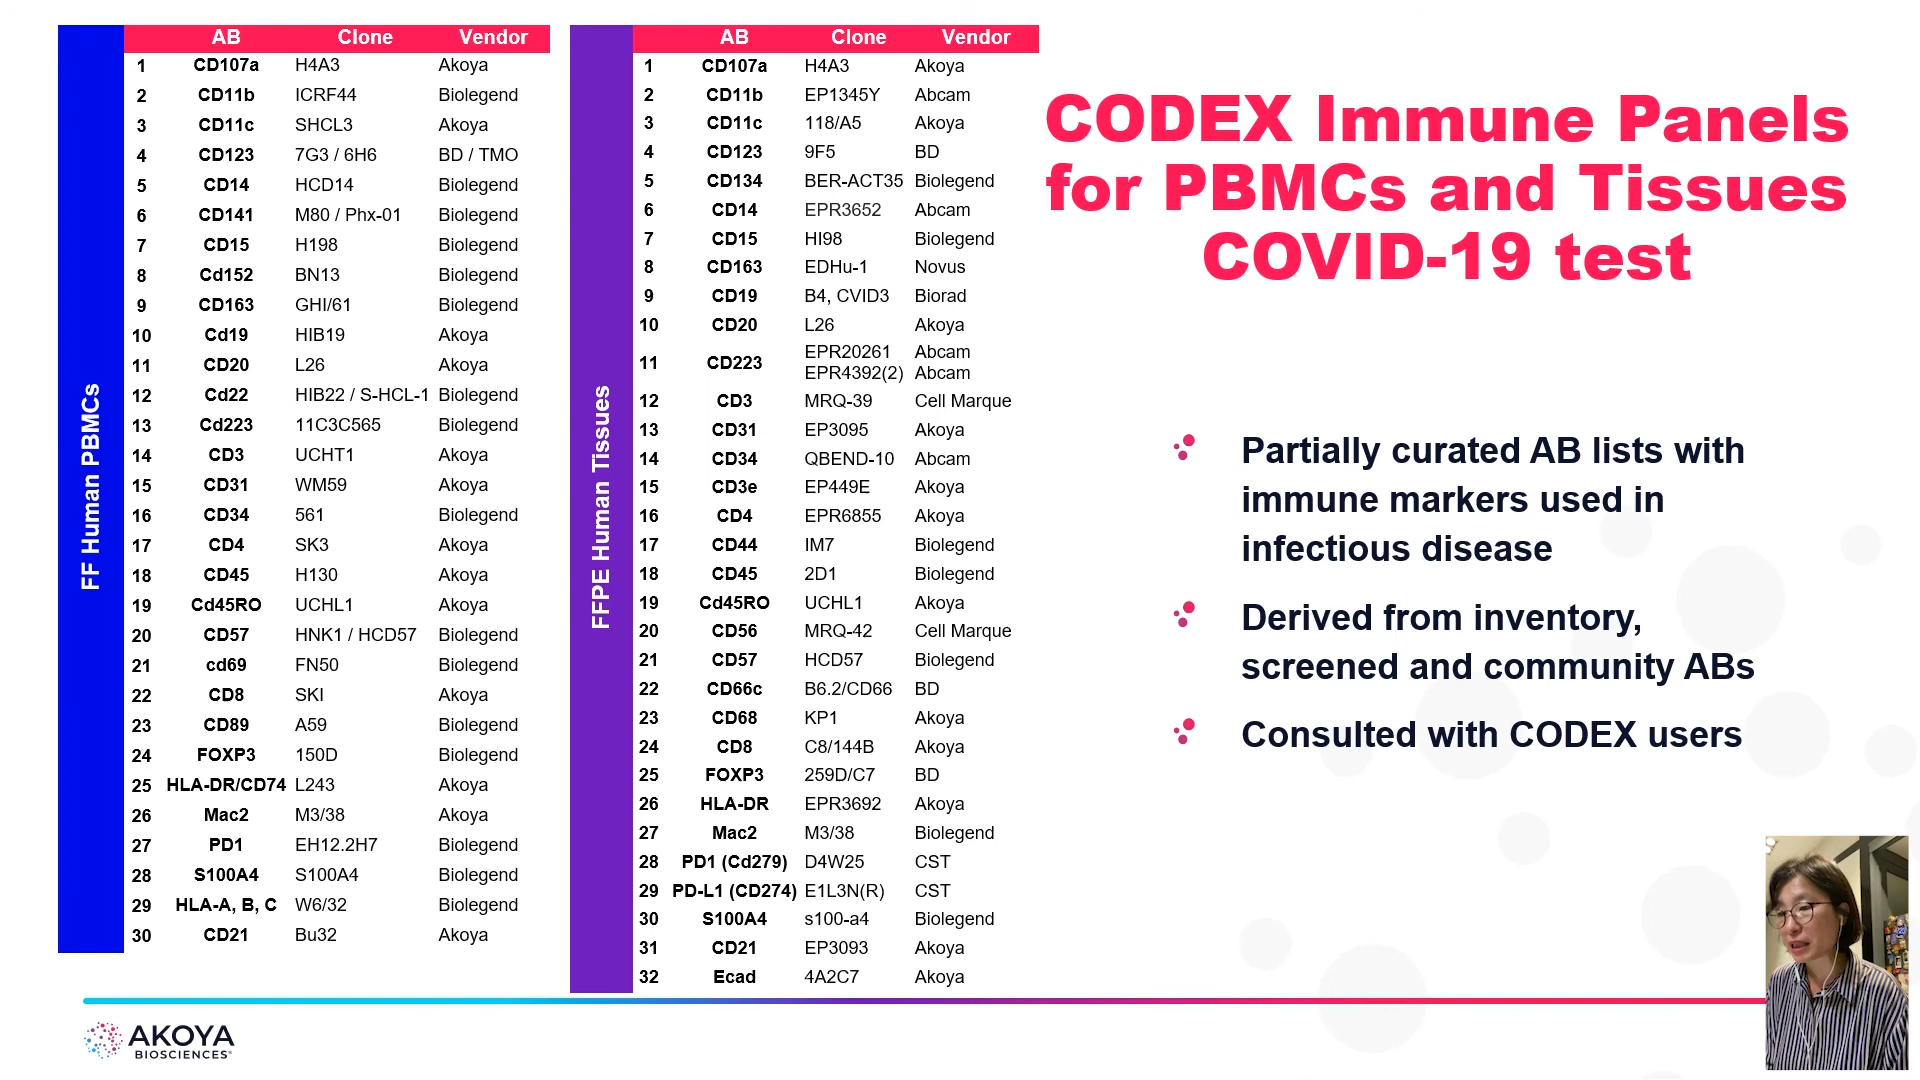 FF Human PBMCs
AB Clone Vendor
1 CD107a H4A3 Akoya
2 CD11b ICRF44 Biolegend
3 CD11c SHCL3 Akoya
4 CD123 7G3 / 6H6 BD / TMO
5 CD14 HCD14 Biolegend
6 CD141 M80 / Phx-01 Biolegend
7 CD15 H198 Biolegend
8 Cd152 BN13 Biolegend
9 CD163 GHI/61 Biolegend
10 Cd19 HIB19 Akoya
11 CD20 L26 Akoya
12 Cd22 HIB22 / S-HCL-1 Biolegend
13 Cd223 11C3C565 Biolegend
14 CD3 UCHT1 Akoya
15 CD31 WM59 Akoya
16 CD34 561 Biolegend
17 CD4 SK3 Akoya
18 CD45 H130 Akoya
19 Cd45RO UCHL1 Akoya
20 CD57 HNK1 / HCD57 Biolegend
21 cd69 FN50 Biolegend
22 CD8 SKI Akoya
23 CD89 A59 Biolegend
24 FOXP3 150D Biolegend
25 HLA-DR/CD74 L243 Akoya
26 Mac2 M3/38 Akoya
27 PD1 EH12.2H7 Biolegend
28 S100A4 S100A4 Biolegend
29 HLA-A, B, C W6/32 Biolegend
30 CD21 Bu32 Akoya
FFPE Human Tissues
AB Clone Vendor
1 CD107a H4A3 Akoya
2 CD11b EP1345Y Abcam
3 CD11c 118/A5 Akoya
4 CD123 9F5 BD
5 CD134 BER-ACT35 Biolegend
6 CD14 EPR3652 Abcam
7 CD15 HI98 Biolegend
8 CD163 EDHu-1 Novus
9 CD19 B4, CVID3 Biorad
10 CD20 L26 Akoya
11 CD223 EPR20261 Abcam
EPR4392(2) Abcam
12 CD3 MRQ-39 Cell Marque
13 CD31 EP3095 Akoya
14 CD34 QBEND-10 Abcam
15 CD3e EP449E Akoya
16 CD4 EPR6855 Akoya
17 CD44 IM7 Biolegend
18 CD45 2D1 Biolegend
19 Cd45RO UCHL1 Akoya
20 CD56 MRQ-42 Cell Marque
21 CD57 HCD57 Biolegend
22 CD66c B6.2/CD66 BD
23 CD68 KP1 Akoya
24 CD8 C8/144B Akoya
25 FOXP3 259D/C7 BD
26 HLA-DR EPR3692 Akoya
27 Mac2 M3/38 Biolegend
28 PD1 (Cd279) D4W25 CST
29 PD-L1 (CD274) E1L3N(R) CST
30 S100A4 s100-a4 Biolegend
31 CD21 EP3093 Akoya
32 Ecad 4A2C7 Akoya
CODEX Immune Panels
for PBMCs and Tissues
COVID-19 test
Partially curated AB lists with
immune markers used in
infectious disease
Derived from inventory,
screened and community ABs
Consulted with CODEX users
AKOYA
BIOSCIENCES